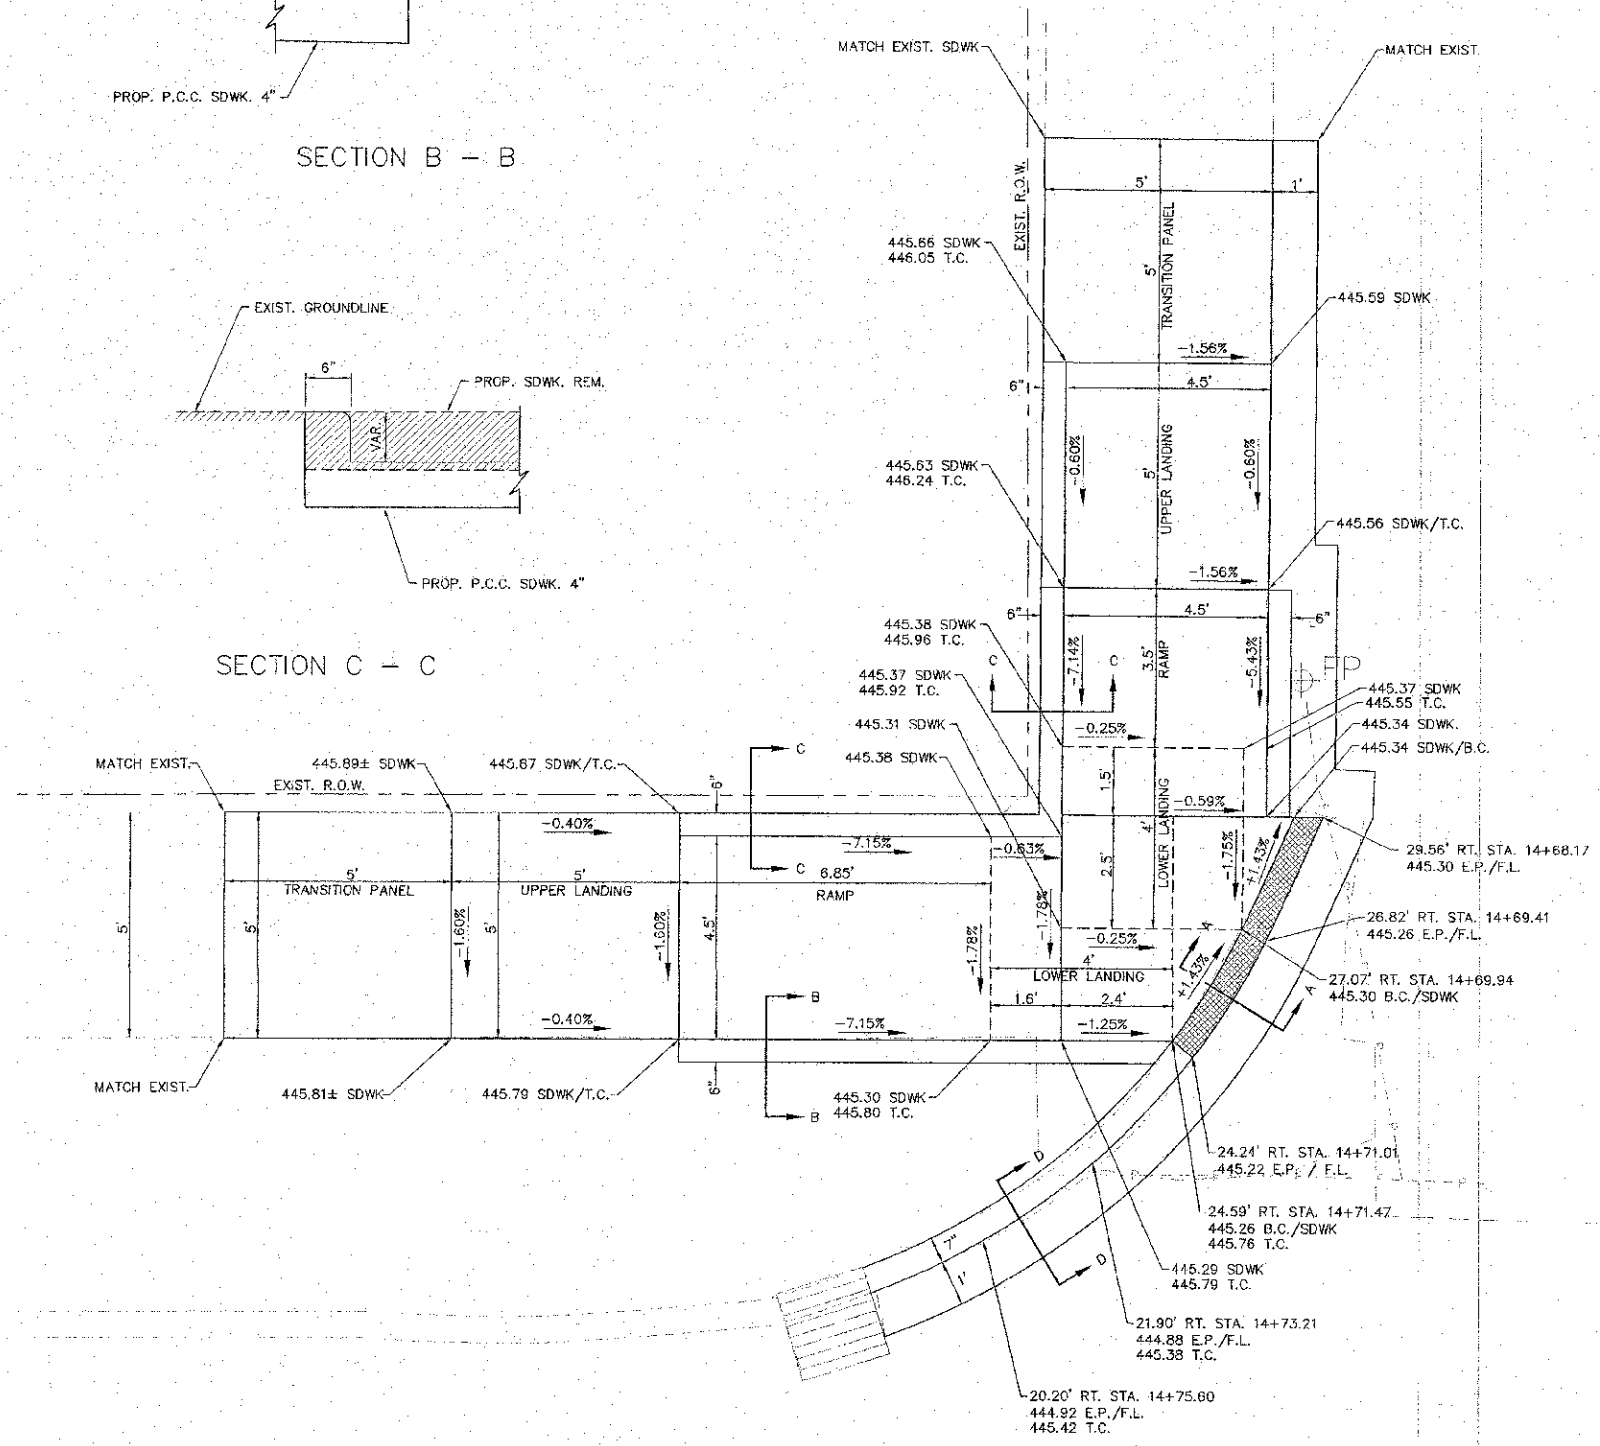 PROP. P.C.C. SDWK. 4"
SECTION B - B
EXIST. GROUNDLINE
6"
PROP. SDWK. REM.
VAR.
PROP. P.C.C. SDWK. 4"
SECTION C - C
MATCH EXIST. SDWK
MATCH EXIST.
EXIST. R.O.W.
5'
1'
TRANSITION PANEL
5'
445.66 SDWK
446.05 T.C.
445.59 SDWK
-1.56%
6"
4.5'
-0.60%
UPPER LANDING
5'
-0.60%
445.63 SDWK
446.24 T.C.
445.56 SDWK/T.C.
-1.56%
6"
4.5'
6"
445.38 SDWK
445.96 T.C.
C
C
-7.14%
3.5'
RAMP
-5.43%
FP
445.37 SDWK
445.92 T.C.
445.37 SDWK
445.55 T.C.
445.31 SDWK
-0.25%
445.34 SDWK.
445.38 SDWK
445.34 SDWK/B.C.
MATCH EXIST.
445.89± SDWK
445.87 SDWK/T.C.
C
EXIST. R.O.W.
6"
1.5'
LOWER LANDING
4'
-0.59%
-0.40%
-7.15%
-0.63%
2.5'
-1.75%
+1.43%
29.56' RT. STA. 14+68.17
445.30 E.P./F.L.
5'
TRANSITION PANEL
5'
UPPER LANDING
C
6.85'
RAMP
5'
5'
-1.60%
5'
-1.60%
4.5'
-1.78%
-1.78%
26.82' RT. STA. 14+69.41
445.26 E.P./F.L.
-0.25%
A
4'
LOWER LANDING
+1.43%
27.07' RT. STA. 14+69.94
445.30 B.C./SDWK
A
B
1.6'
2.4'
-0.40%
-7.15%
-1.25%
MATCH EXIST.
445.81± SDWK
445.79 SDWK/T.C.
6"
B
445.30 SDWK
445.80 T.C.
24.24' RT. STA. 14+71.01
445.22 E.P. / F.L.
D
24.59' RT. STA. 14+71.47
445.26 B.C./SDWK
445.76 T.C.
7"
1'
D
445.29 SDWK
445.79 T.C.
21.90' RT. STA. 14+73.21
444.88 E.P./F.L.
445.38 T.C.
20.20' RT. STA. 14+75.60
444.92 E.P./F.L.
445.42 T.C.